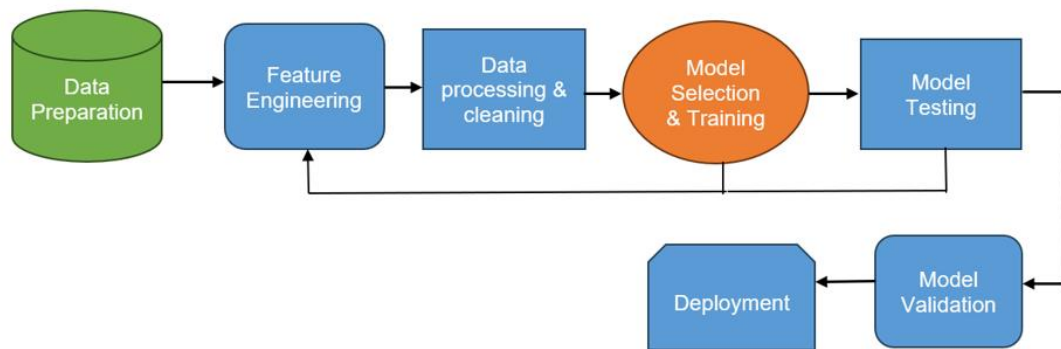 Data
Preparation
Feature
Engineering
Data
processing &
cleaning
Model
Selection
& Training
Model
Testing
Deployment
Model
Validation